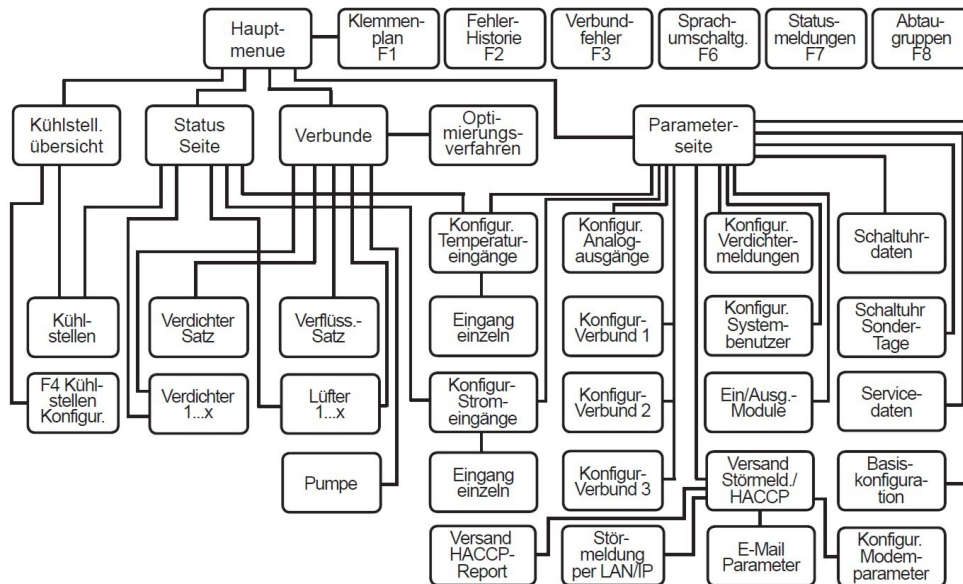 Haupt-
menue
Klemmen-
plan
F1
Fehler-
Historie
F2
Verbund-
fehler
F3
Sprach-
umschaltg.
F6
Status-
meldungen
F7
Abtau-
gruppen
F8
Kühlstell.
übersicht
Status
Seite
Verbunde
Opti-
mierungs-
verfahren
Parameter-
seite
Konfigur.
Temperatur-
eingänge
Konfigur.
Analog-
ausgänge
Konfigur.
Verdichter-
meldungen
Schaltuhr-
daten
Kühl-
stellen
Verdichter
Satz
Verflüss.-
Satz
Eingang
einzeln
Konfigur-
Verbund 1
Konfigur.
System-
benutzer
Schaltuhr
Sonder-
Tage
F4 Kühl-
stellen
Konfigur.
Verdichter
1...x
Lüfter
1...x
Konfigur-
Strom-
eingänge
Konfigur-
Verbund 2
Ein/Ausg.-
Module
Service-
daten
Pumpe
Eingang
einzeln
Konfigur-
Verbund 3
Versand
Störmeld./
HACCP
Basis-
konfigura-
tion
Versand
HACCP-
Report
Stör-
meldung
per LAN/IP
E-Mail
Parameter
Konfigur.
Modem-
parameter